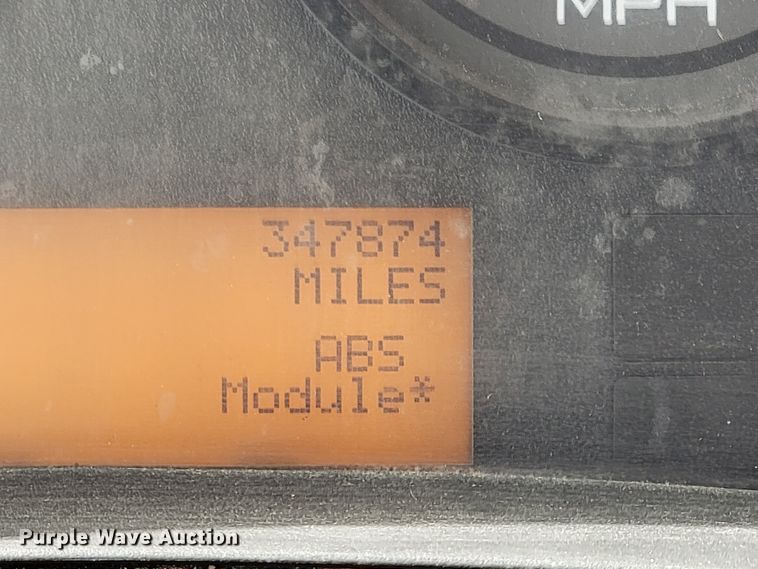 MPH
347874
MILES
ABS
Module*
Purple Wave Auction